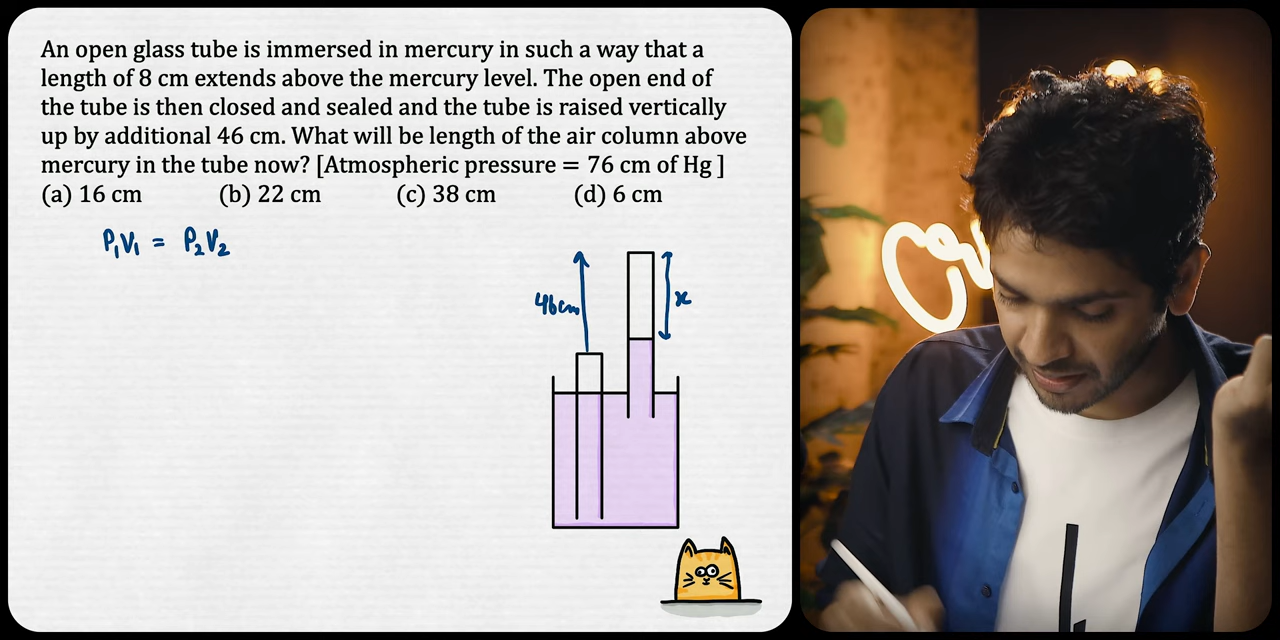 An open glass tube is immersed in mercury in such a way that a
length of 8 cm extends above the mercury level. The open end of
the tube is then closed and sealed and the tube is raised vertically
up by additional 46 cm. What will be length of the air column above
mercury in the tube now? [Atmospheric pressure = 76 cm of Hg ]
(a) 16 cm (b) 22 cm (c) 38 cm (d) 6 cm
P₁V₁ = P₂V₂
46cm
x